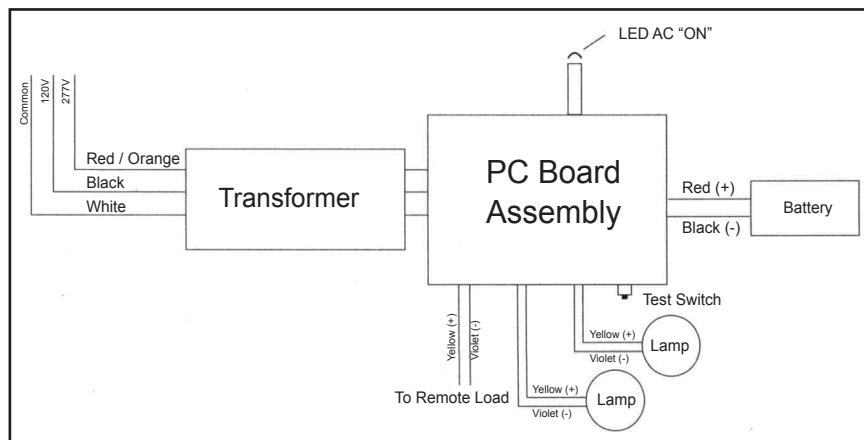 LED AC “ON”
Common
120V
277V
Red / Orange
Black
White
Transformer
PC Board
Assembly
Red (+)
Black (-)
Battery
Test Switch
Yellow (+)
Violet (-)
Lamp
Yellow (+)
Violet (-)
To Remote Load
Yellow (+)
Violet (-)
Lamp